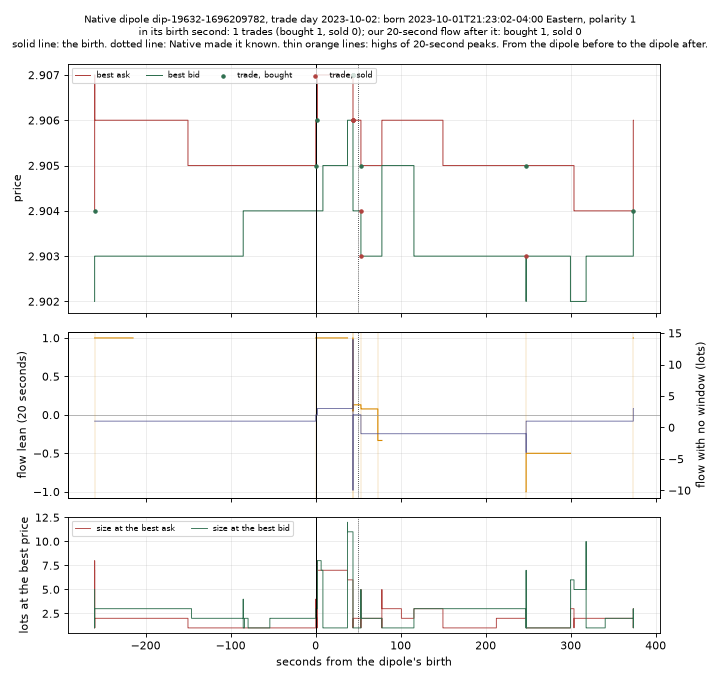 Native dipole dip-19632-1696209782, trade day 2023-10-02: born 2023-10-01T21:23:02-04:00 Eastern, polarity 1
in its birth second: 1 trades (bought 1, sold 0); our 20-second flow after it: bought 1, sold 0
solid line: the birth. dotted line: Native made it known. thin orange lines: highs of 20-second peaks. From the dipole before to the dipole after.
best ask
best bid
trade, bought
trade, sold
2.907
2.906
2.905
2.904
2.903
2.902
price
1.0
0.5
0.0
−0.5
−1.0
flow lean (20 seconds)
15
10
5
0
−5
−10
flow with no window (lots)
size at the best ask
size at the best bid
12.5
10.0
7.5
5.0
2.5
lots at the best price
−200
−100
0
100
200
300
400
seconds from the dipole's birth